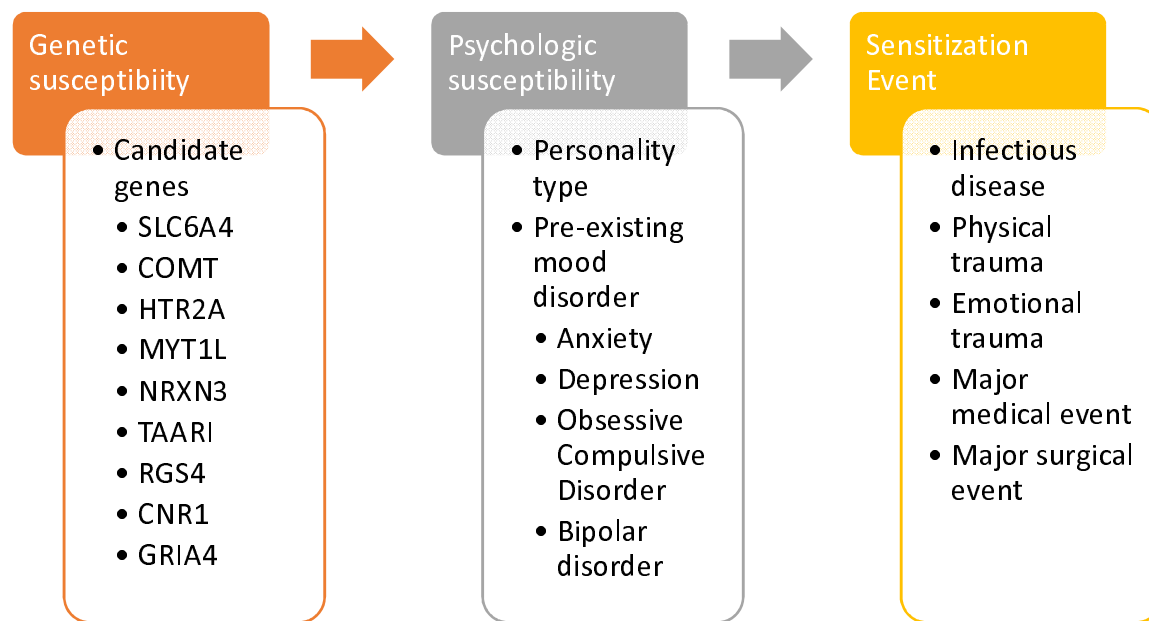 Genetic
susceptibiity
• Candidate
genes
• SLC6A4
• COMT
• HTR2A
• MYT1L
• NRXN3
• TAARI
• RGS4
• CNR1
• GRIA4
Psychologic
susceptibility
• Personality
type
• Pre-existing
mood
disorder
• Anxiety
• Depression
• Obsessive
Compulsive
Disorder
• Bipolar
disorder
Sensitization
Event
• Infectious
disease
• Physical
trauma
• Emotional
trauma
• Major
medical event
• Major surgical
event